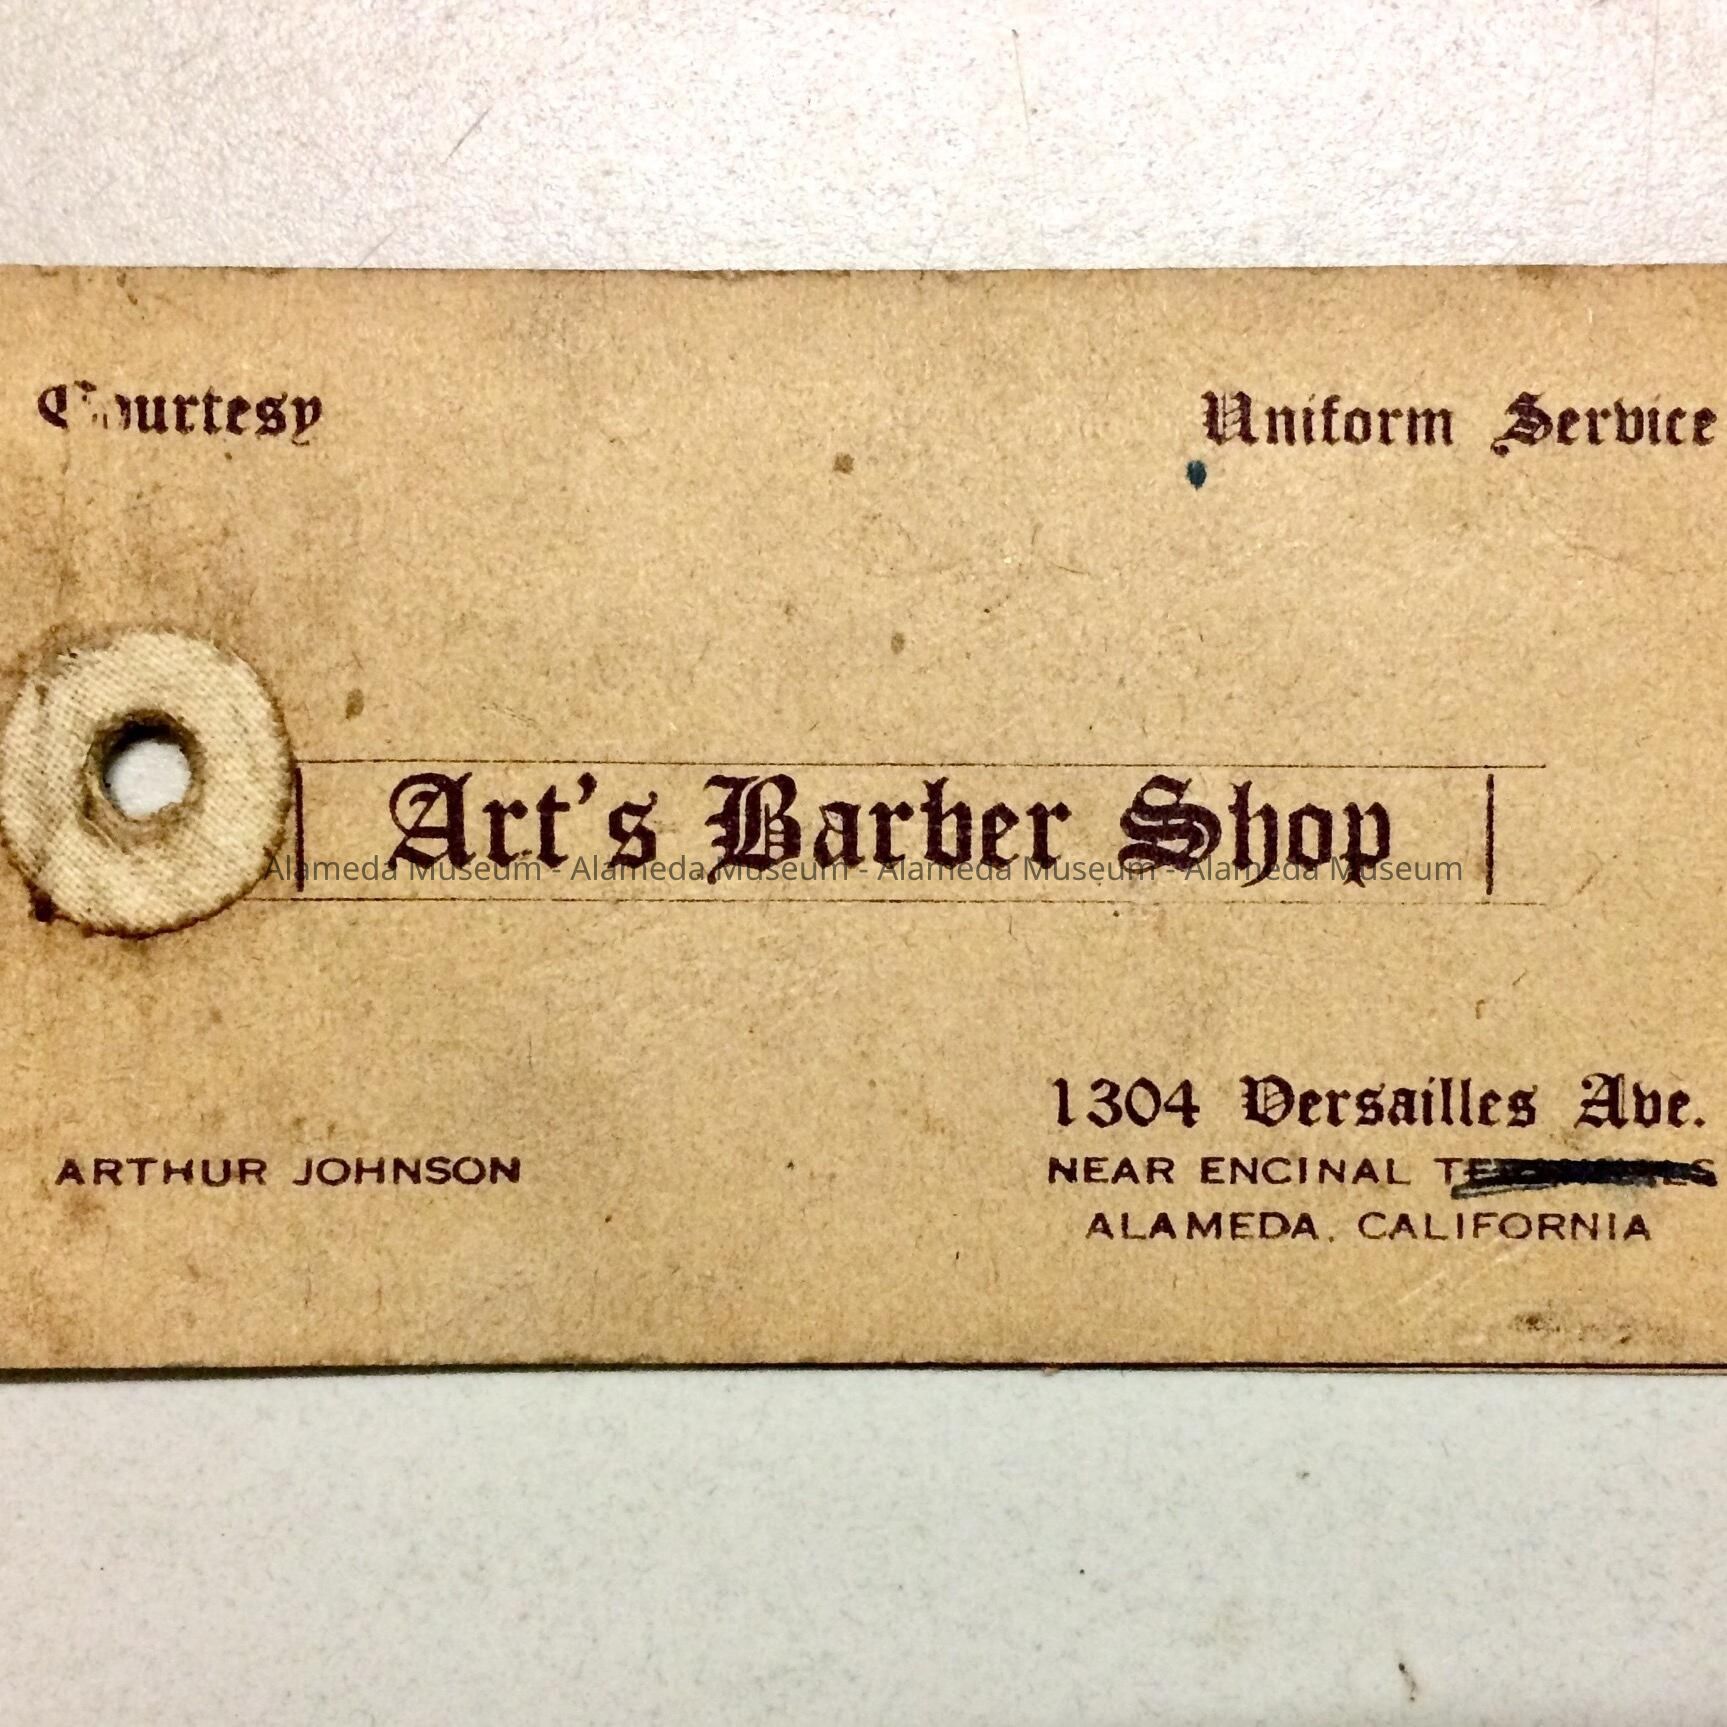 Courtesy
Uniform Service
Art's Barber Shop
Alameda Museum - Alameda Museum - Alameda Museum - Alameda Museum
1304 Versailles Ave.
ARTHUR JOHNSON
NEAR ENCINAL
ALAMEDA, CALIFORNIA